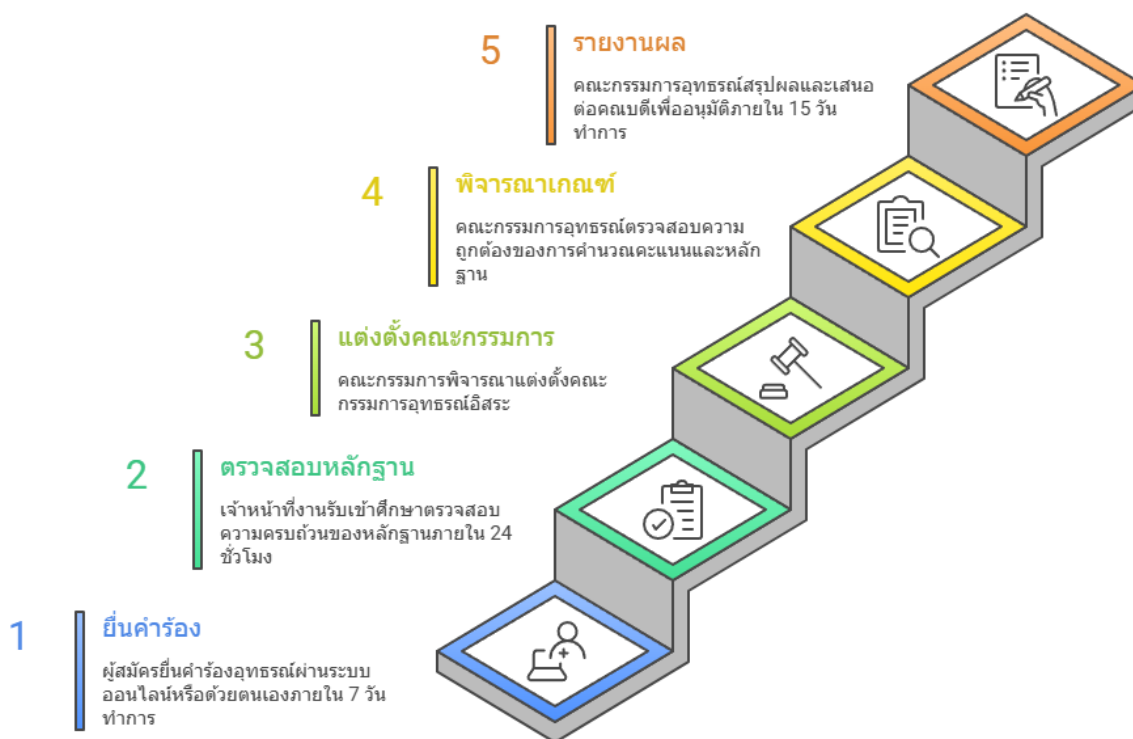 5
รายงานผล
คณะกรรมการอุทธรณ์สรุปผลและเสนอ
ต่อคณบดีเพื่ออนุมัติภายใน 15 วัน
ทำการ
4
พิจารณาเกณฑ์
คณะกรรมการอุทธรณ์ตรวจสอบความ
ถูกต้องของการคำนวณคะแนนและหลัก
ฐาน
3
แต่งตั้งคณะกรรมการ
คณะกรรมการพิจารณาแต่งตั้งคณะ
กรรมการอุทธรณ์อิสระ
2
ตรวจสอบหลักฐาน
เจ้าหน้าที่งานรับเข้าศึกษาตรวจสอบ
ความครบถ้วนของหลักฐานภายใน 24
ชั่วโมง
1
ยื่นคำร้อง
ผู้สมัครยื่นคำร้องอุทธรณ์ผ่านระบบ
ออนไลน์หรือด้วยตนเองภายใน 7 วัน
ทำการ